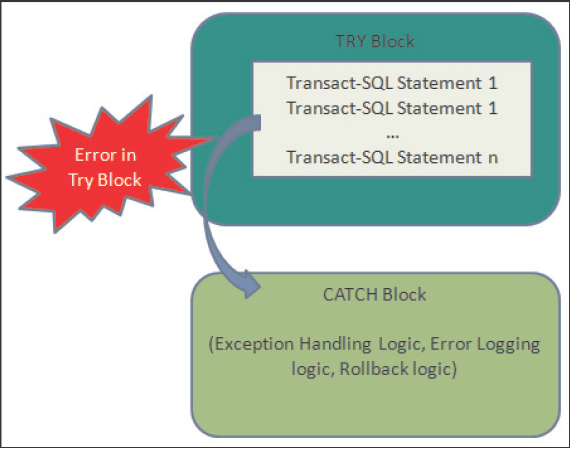 TRY Block
Transact-SQL Statement 1
Transact-SQL Statement 1
...
Transact-SQL Statement n
Error in
Try Block
CATCH Block
(Exception Handling Logic, Error Logging
logic, Rollback logic)